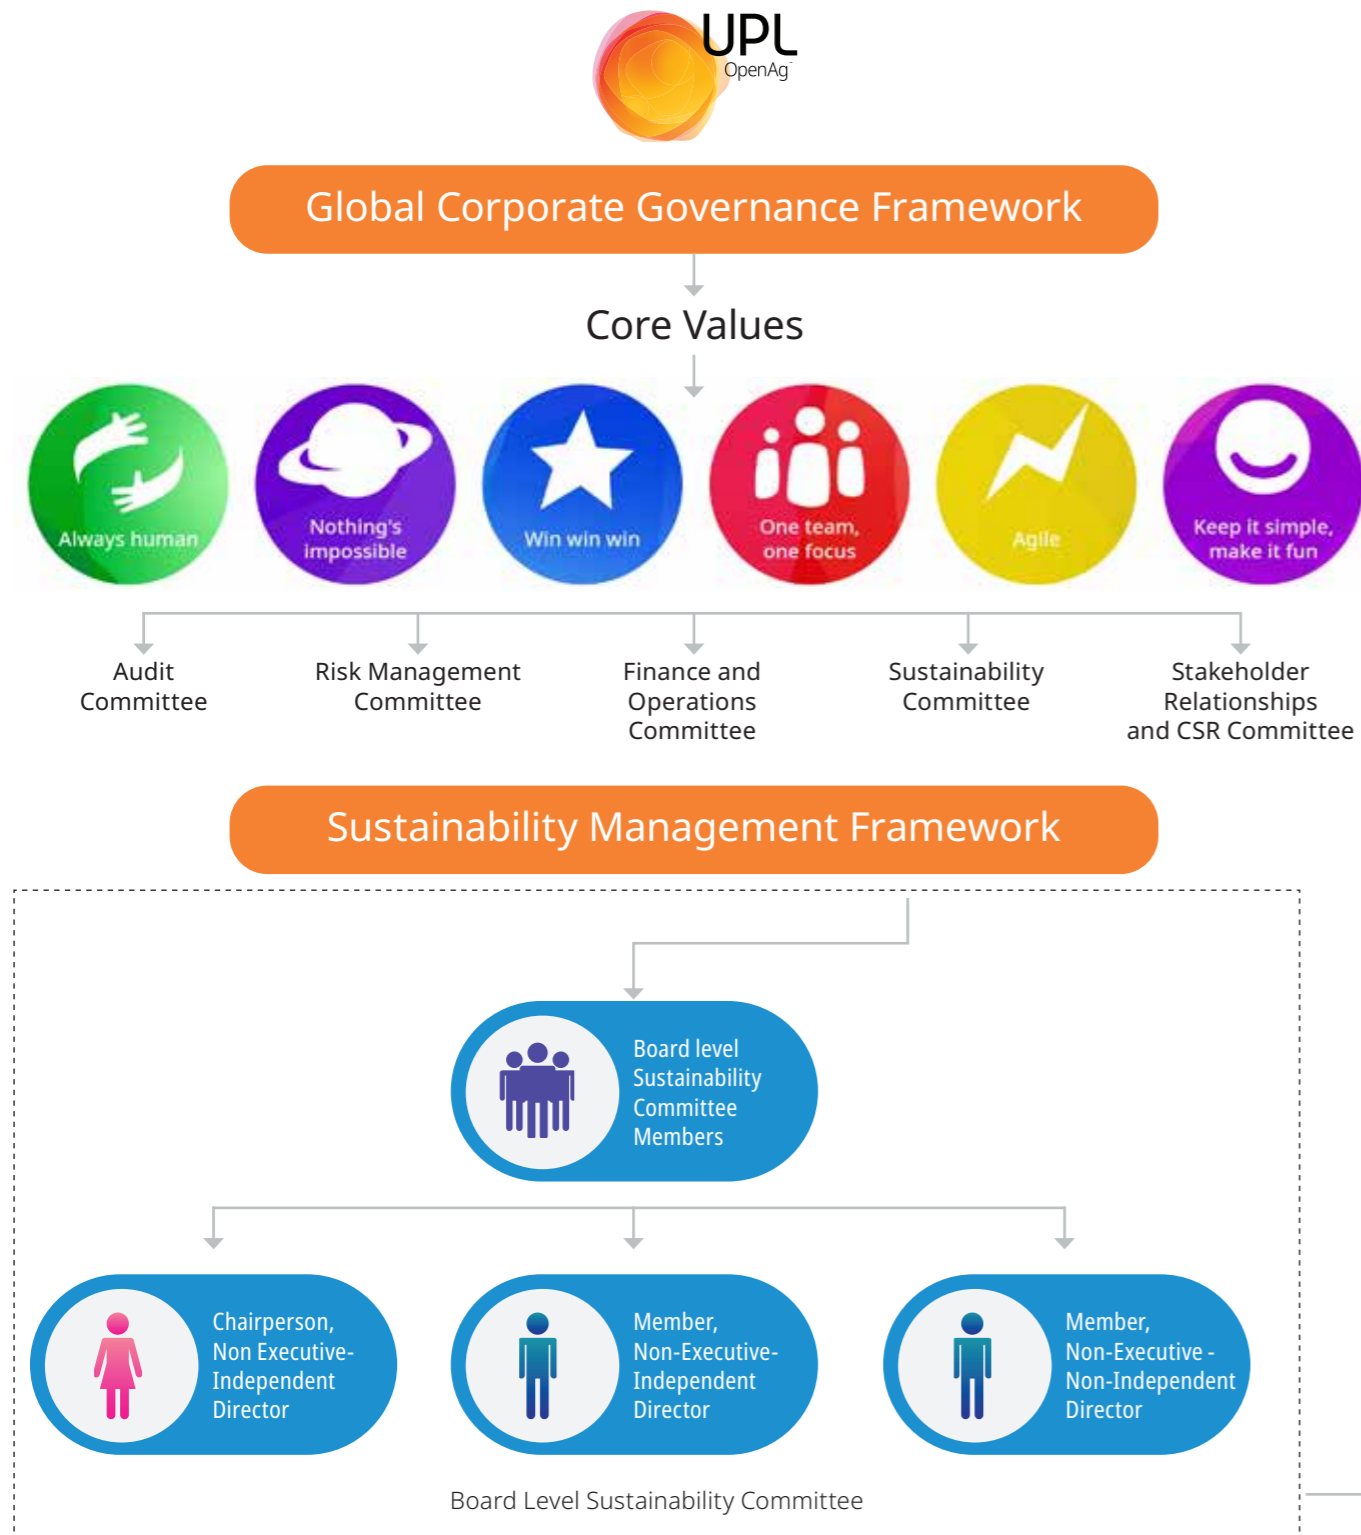 UPL
OpenAg™
Global Corporate Governance Framework
Core Values
Always human
Nothing's
impossible
Win win win
One team,
one focus
Agile
Keep it simple,
make it fun
Audit
Committee
Risk Management
Committee
Finance and
Operations
Committee
Sustainability
Committee
Stakeholder
Relationships
and CSR Committee
Sustainability Management Framework
Board level
Sustainability
Committee
Members
Chairperson,
Non Executive-
Independent
Director
Member,
Non-Executive-
Independent
Director
Member,
Non-Executive -
Non-Independent
Director
Board Level Sustainability Committee